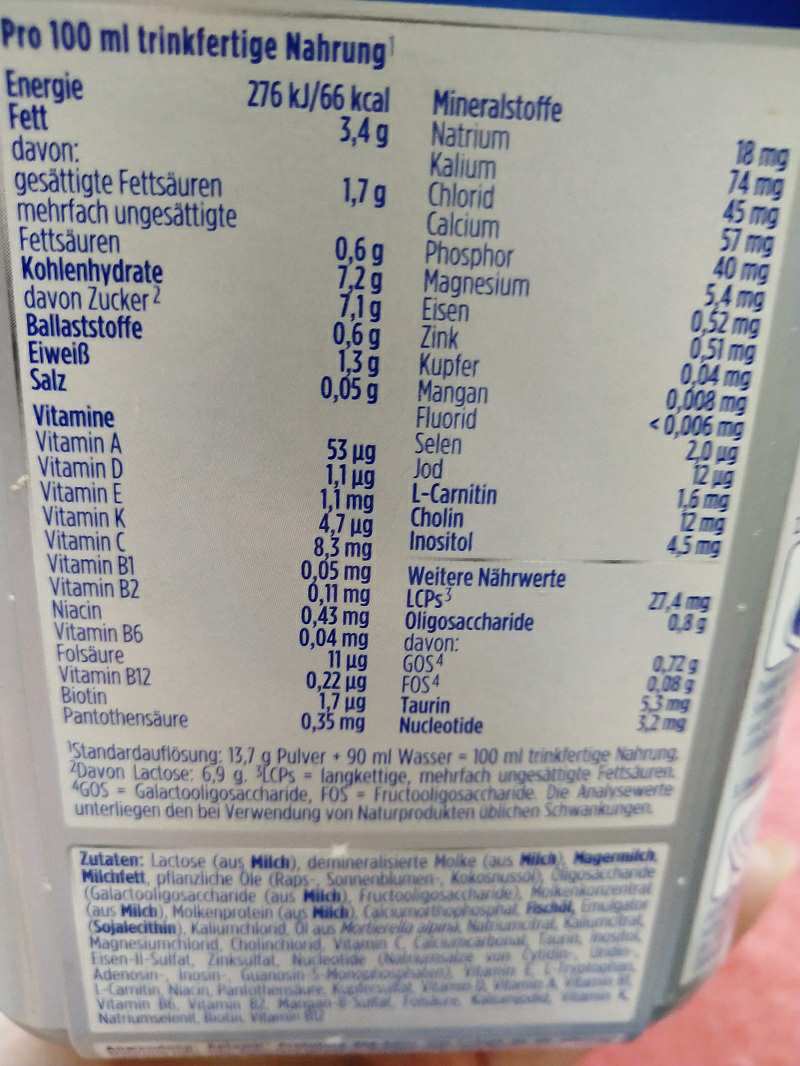 Pro 100 ml trinkfertige Nahrung¹
Energie 276 kJ/66 kcal
Fett 3,4 g
davon:
gesättigte Fettsäuren 1,7 g
mehrfach ungesättigte
Fettsäuren 0,6 g
Kohlenhydrate 7,2 g
davon Zucker² 7,1 g
Ballaststoffe 0,6 g
Eiweiß 1,3 g
Salz 0,05 g
Vitamine
Vitamin A 53 µg
Vitamin D 1,1 µg
Vitamin E 1,1 mg
Vitamin K 4,7 µg
Vitamin C 8,3 mg
Vitamin B1 0,05 mg
Vitamin B2 0,11 mg
Niacin 0,43 mg
Vitamin B6 0,04 mg
Folsäure 11 µg
Vitamin B12 0,22 µg
Biotin 1,7 µg
Pantothensäure 0,35 mg
Mineralstoffe
Natrium 18 mg
Kalium 74 mg
Chlorid 45 mg
Calcium 57 mg
Phosphor 40 mg
Magnesium 5,4 mg
Eisen 0,52 mg
Zink 0,51 mg
Kupfer 0,04 mg
Mangan 0,008 mg
Fluorid < 0,006 mg
Selen 2,0 µg
Jod 12 µg
L-Carnitin 1,6 mg
Cholin 12 mg
Inositol 4,5 mg
Weitere Nährwerte
LCPs³ 27,4 mg
Oligosaccharide 0,8 g
davon:
GOS⁴ 0,72 g
FOS⁴ 0,08 g
Taurin 5,3 mg
Nucleotide 3,2 mg
¹Standardauflösung: 13,7 g Pulver + 90 ml Wasser = 100 ml trinkfertige Nahrung.
²Davon Lactose: 6,9 g. ³LCPs = langkettige, mehrfach ungesättigte Fettsäuren.
⁴GOS = Galactooligosaccharide, FOS = Fructooligosaccharide. Die Analysewerte
unterliegen den bei Verwendung von Naturprodukten üblichen Schwankungen.
Zutaten: Lactose (aus Milch), demineralisierte Molke (aus Milch), Magermilch,
Milchfett, pflanzliche Öle (Raps-, Sonnenblumen-, Kokosnussöl), Oligosaccharide
(Galactooligosaccharide (aus Milch), Fructooligosaccharide), Molkenkonzentrat
(aus Milch), Molkenprotein (aus Milch), Calciumorthophosphat, Fischöl, Emulgator
(Sojalecithin), Kaliumchlorid, Öl aus Mortierella alpina, Natriumcitrat, Kaliumcitrat,
Magnesiumchlorid, Cholinchlorid, Vitamin C, Calciumcarbonat, Taurin, Inositol,
Eisen-II-Sulfat, Zinksulfat, Nucleotide (Natriumsalze von Cytidin-, Uridin-,
Adenosin-, Inosin-, Guanosin-5-Monophosphaten), Vitamin E, L-Tryptophan,
L-Carnitin, Niacin, Pantothensäure, Kupfersulfat, Vitamin D, Vitamin A, Vitamin
Vitamin B6, Vitamin B2, Mangan-II-Sulfat, Folsäure, Kaliumjodid, Vitamin K,
Natriumselenit, Biotin, Vitamin B12